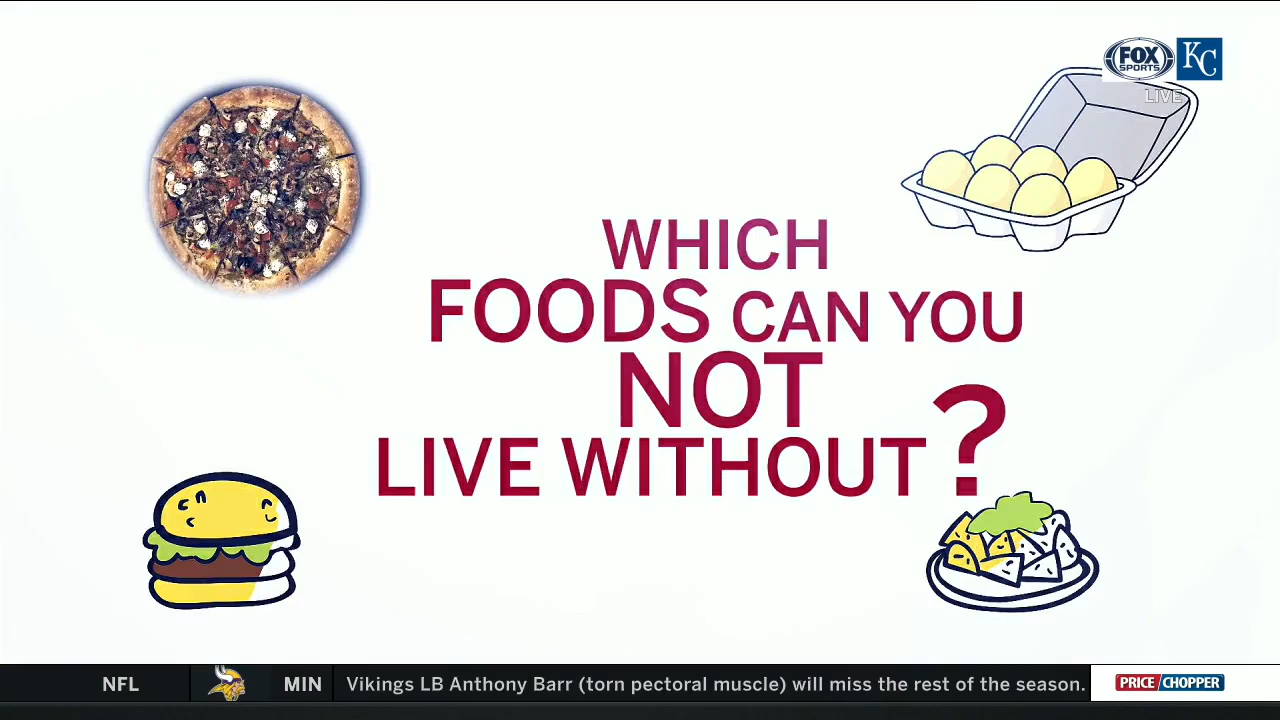 FOX
SPORTS
KC
LIVE
WHICH
FOODS CAN YOU
NOT
LIVE WITHOUT?
NFL
MIN
Vikings LB Anthony Barr (torn pectoral muscle) will miss the rest of the season.
PRICE CHOPPER